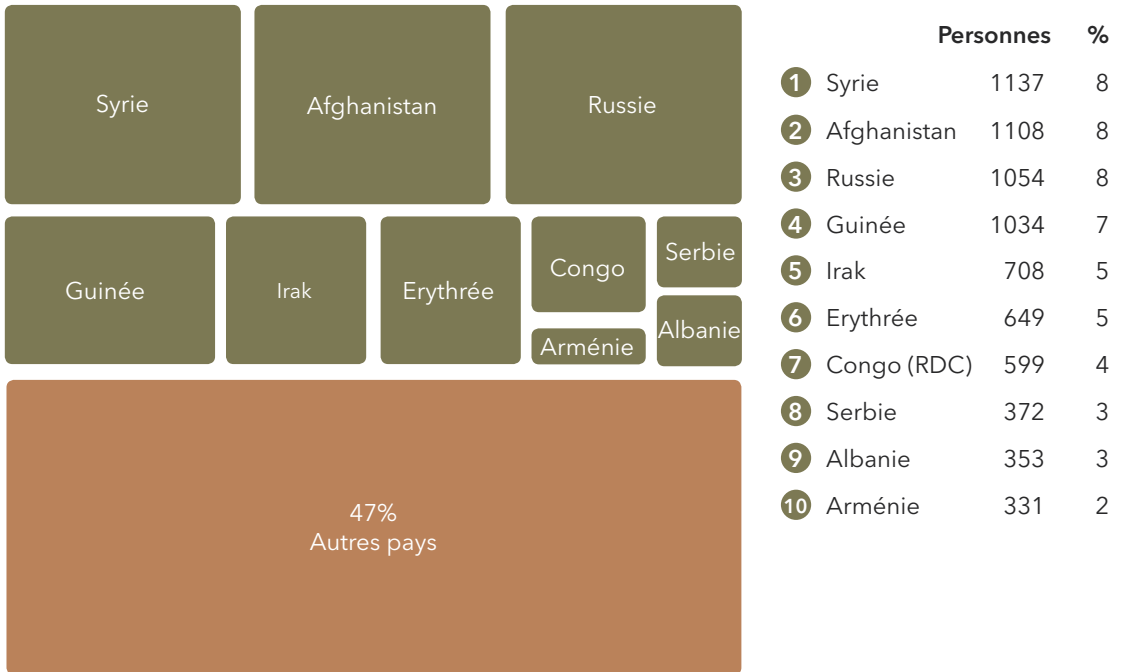 Syrie
Afghanistan
Russie
Guinée
Irak
Erythrée
Congo
Serbie
Arménie
Albanie
47%
Autres pays
Personnes %
1 Syrie 1137 8
2 Afghanistan 1108 8
3 Russie 1054 8
4 Guinée 1034 7
5 Irak 708 5
6 Erythrée 649 5
7 Congo (RDC) 599 4
8 Serbie 372 3
9 Albanie 353 3
10 Arménie 331 2